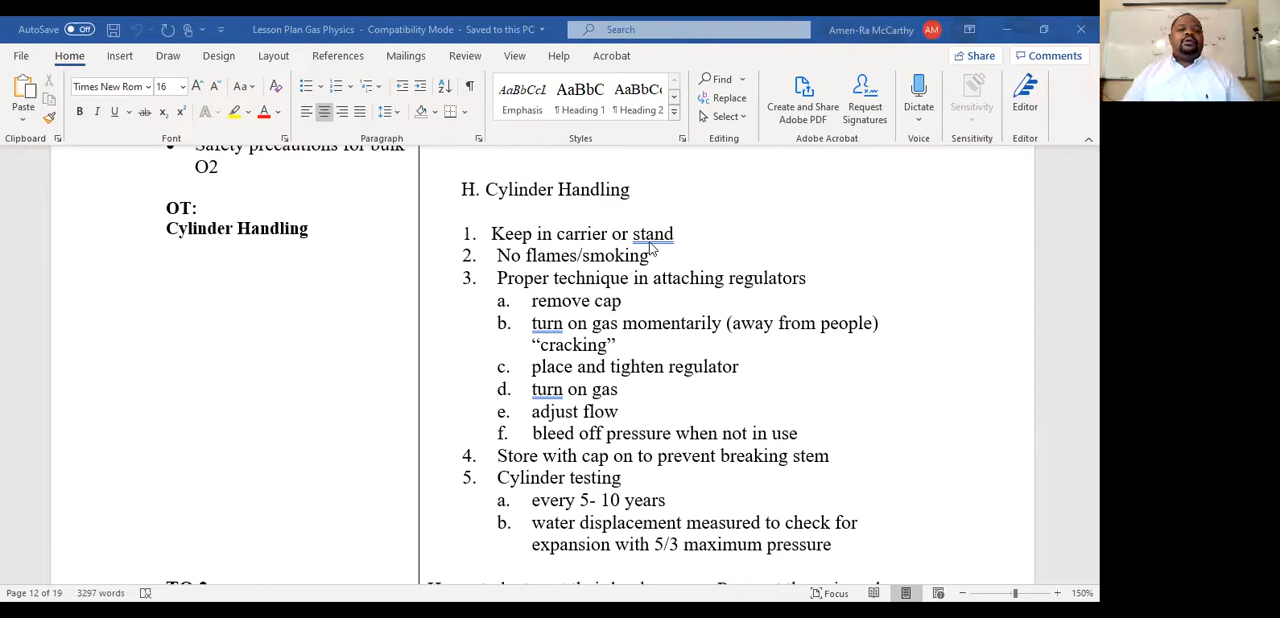 AutoSave Off
Lesson Plan Gas Physics - Compatibility Mode - Saved to this PC
Search
Amen-Ra McCarthy AM
File Home Insert Draw Design Layout References Mailings Review View Help Acrobat
Share Comments
Paste
Clipboard
Times New Rom 16
Aa
B I U ab x
Font
Paragraph
AaBbCcI AaBbC AaBbCc
Emphasis ¶ Heading 1 ¶ Heading 2
Styles
Find
Replace
Select
Editing
Create and Share Adobe PDF
Request Signatures
Adobe Acrobat
Dictate
Voice
Sensitivity
Sensitivity
Editor
Editor
Safety precautions for bulk
O2
OT:
Cylinder Handling
H. Cylinder Handling
1. Keep in carrier or stand
2. No flames/smoking
3. Proper technique in attaching regulators
a. remove cap
b. turn on gas momentarily (away from people)
“cracking”
c. place and tighten regulator
d. turn on gas
e. adjust flow
f. bleed off pressure when not in use
4. Store with cap on to prevent breaking stem
5. Cylinder testing
a. every 5- 10 years
b. water displacement measured to check for
expansion with 5/3 maximum pressure
Page 12 of 19 3297 words
Focus
150%